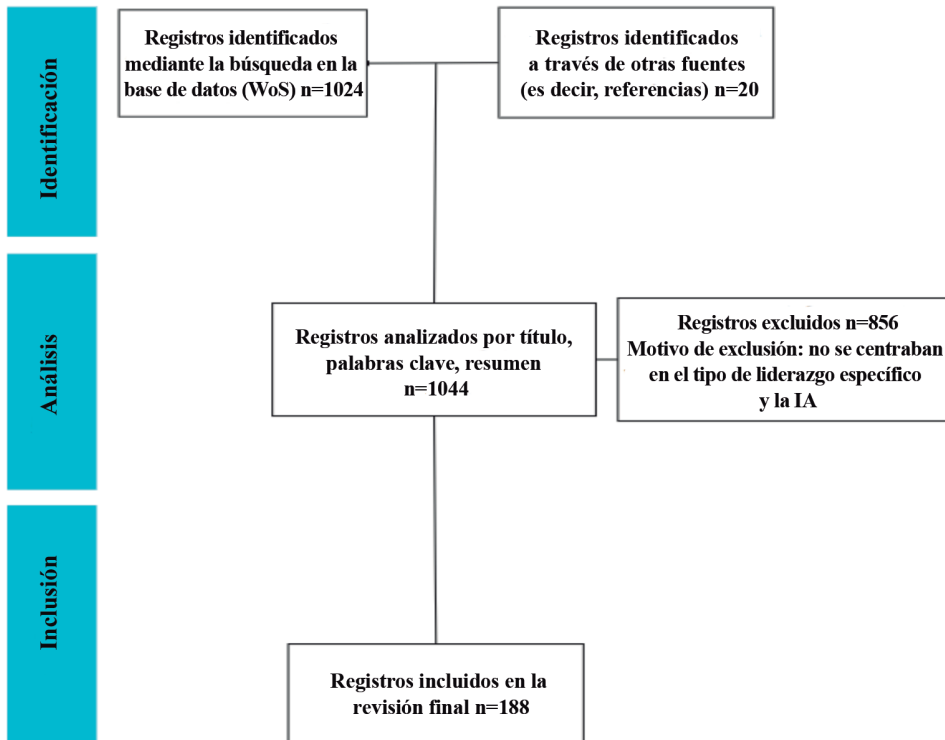 Identificación
Registros identificados
mediante la búsqueda en la
base de datos (WoS) n=1024
Registros identificados
a través de otras fuentes
(es decir, referencias) n=20
Análisis
Registros analizados por título,
palabras clave, resumen
n=1044
Registros excluidos n=856
Motivo de exclusión: no se centraban
en el tipo de liderazgo específico
y la IA
Inclusión
Registros incluidos en la
revisión final n=188